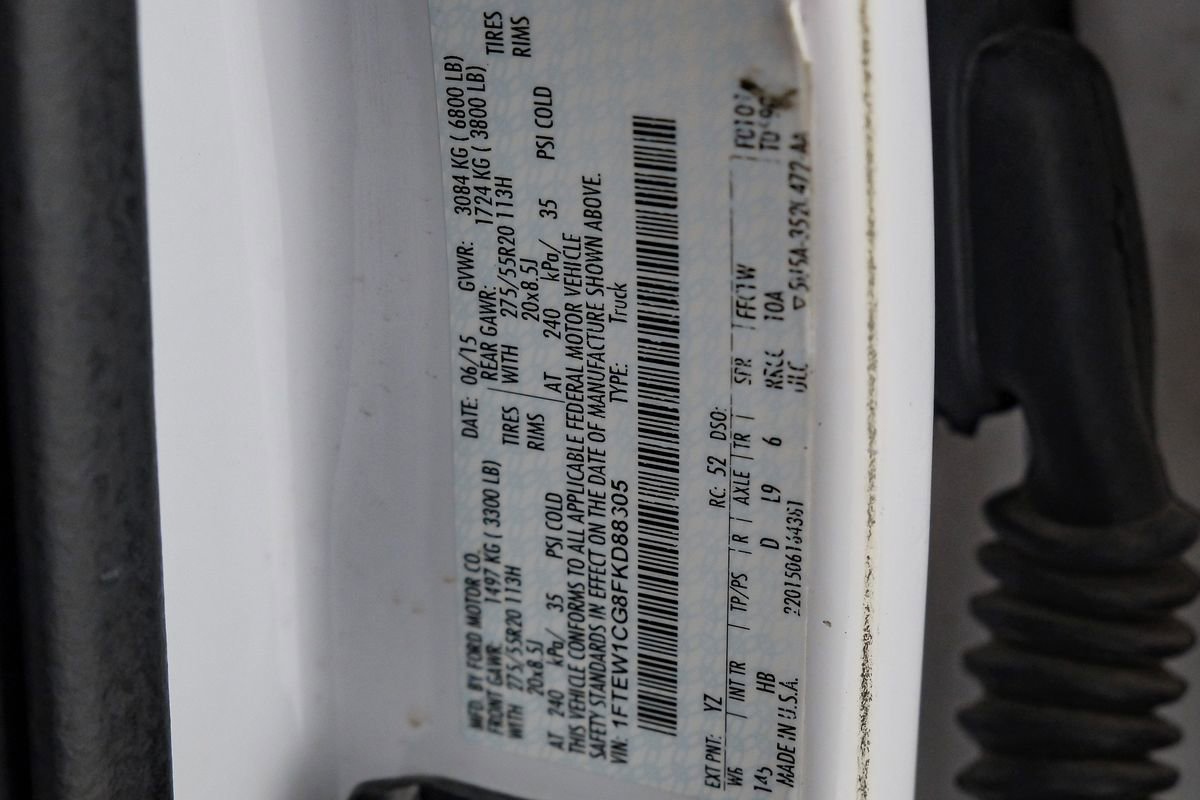 MFD. BY FORD MOTOR CO. DATE: 06/15 GVWR: 3084 KG ( 6800 LB)
FRONT GAWR: 1497 KG ( 3300 LB) REAR GAWR: 1724 KG ( 3800 LB)
WITH 275/55R20 113H TIRES WITH 275/55R20 113H TIRES
20x8.5J RIMS 20x8.5J RIMS
AT 240 kPa/ 35 PSI COLD AT 240 kPa/ 35 PSI COLD
THIS VEHICLE CONFORMS TO ALL APPLICABLE FEDERAL MOTOR VEHICLE
SAFETY STANDARDS IN EFFECT ON THE DATE OF MANUFACTURE SHOWN ABOVE.
VIN: 1FTEW1CG8FKD88305 TYPE: Truck
EXT PNT: YZ RC: 52 DSO:
WB | INT TR | TP/PS | R | AXLE | TR | SPR
145 HB D L9 6
MADE IN U.S.A.